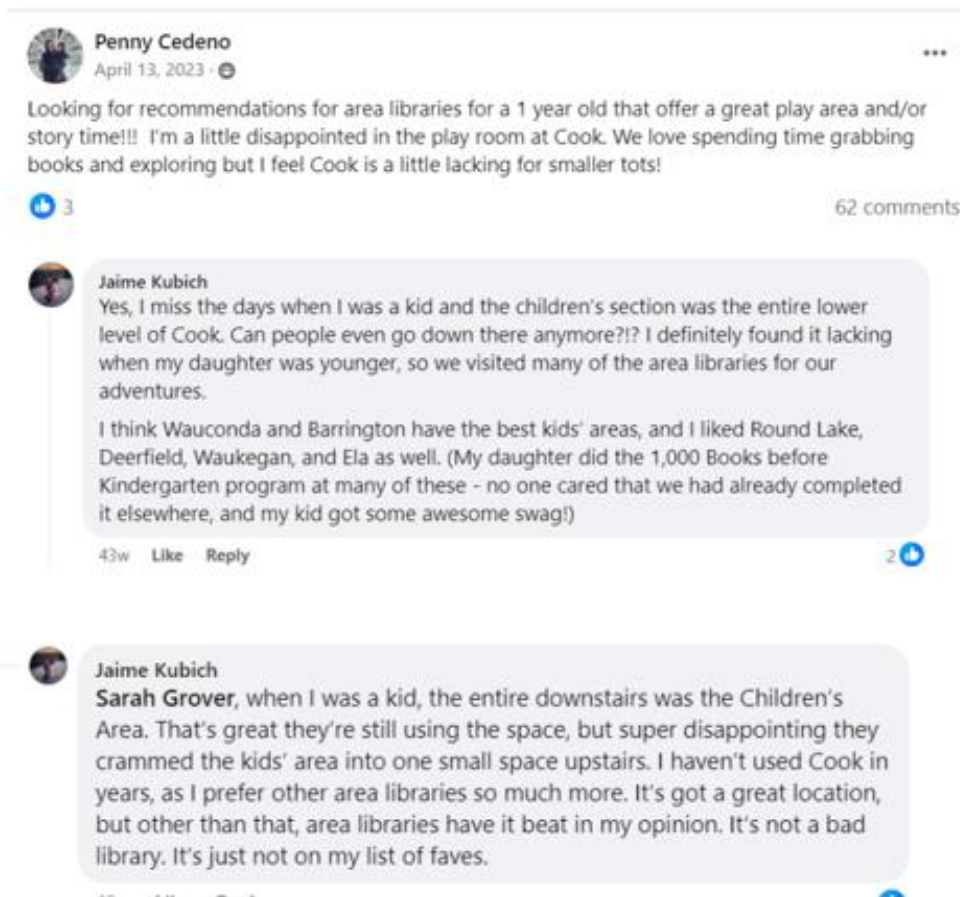 Penny Cedeno
April 13, 2023 ·
Looking for recommendations for area libraries for a 1 year old that offer a great play area and/or
story time!!! I'm a little disappointed in the play room at Cook. We love spending time grabbing
books and exploring but I feel Cook is a little lacking for smaller tots!
3
62 comments
Jaime Kubich
Yes, I miss the days when I was a kid and the children's section was the entire lower
level of Cook. Can people even go down there anymore?!? I definitely found it lacking
when my daughter was younger, so we visited many of the area libraries for our
adventures.
I think Wauconda and Barrington have the best kids' areas, and I liked Round Lake,
Deerfield, Waukegan, and Ela as well. (My daughter did the 1,000 Books before
Kindergarten program at many of these - no one cared that we had already completed
it elsewhere, and my kid got some awesome swag!)
43w Like Reply
2
Jaime Kubich
Sarah Grover, when I was a kid, the entire downstairs was the Children's
Area. That's great they're still using the space, but super disappointing they
crammed the kids' area into one small space upstairs. I haven't used Cook in
years, as I prefer other area libraries so much more. It's got a great location,
but other than that, area libraries have it beat in my opinion. It's not a bad
library. It's just not on my list of faves.